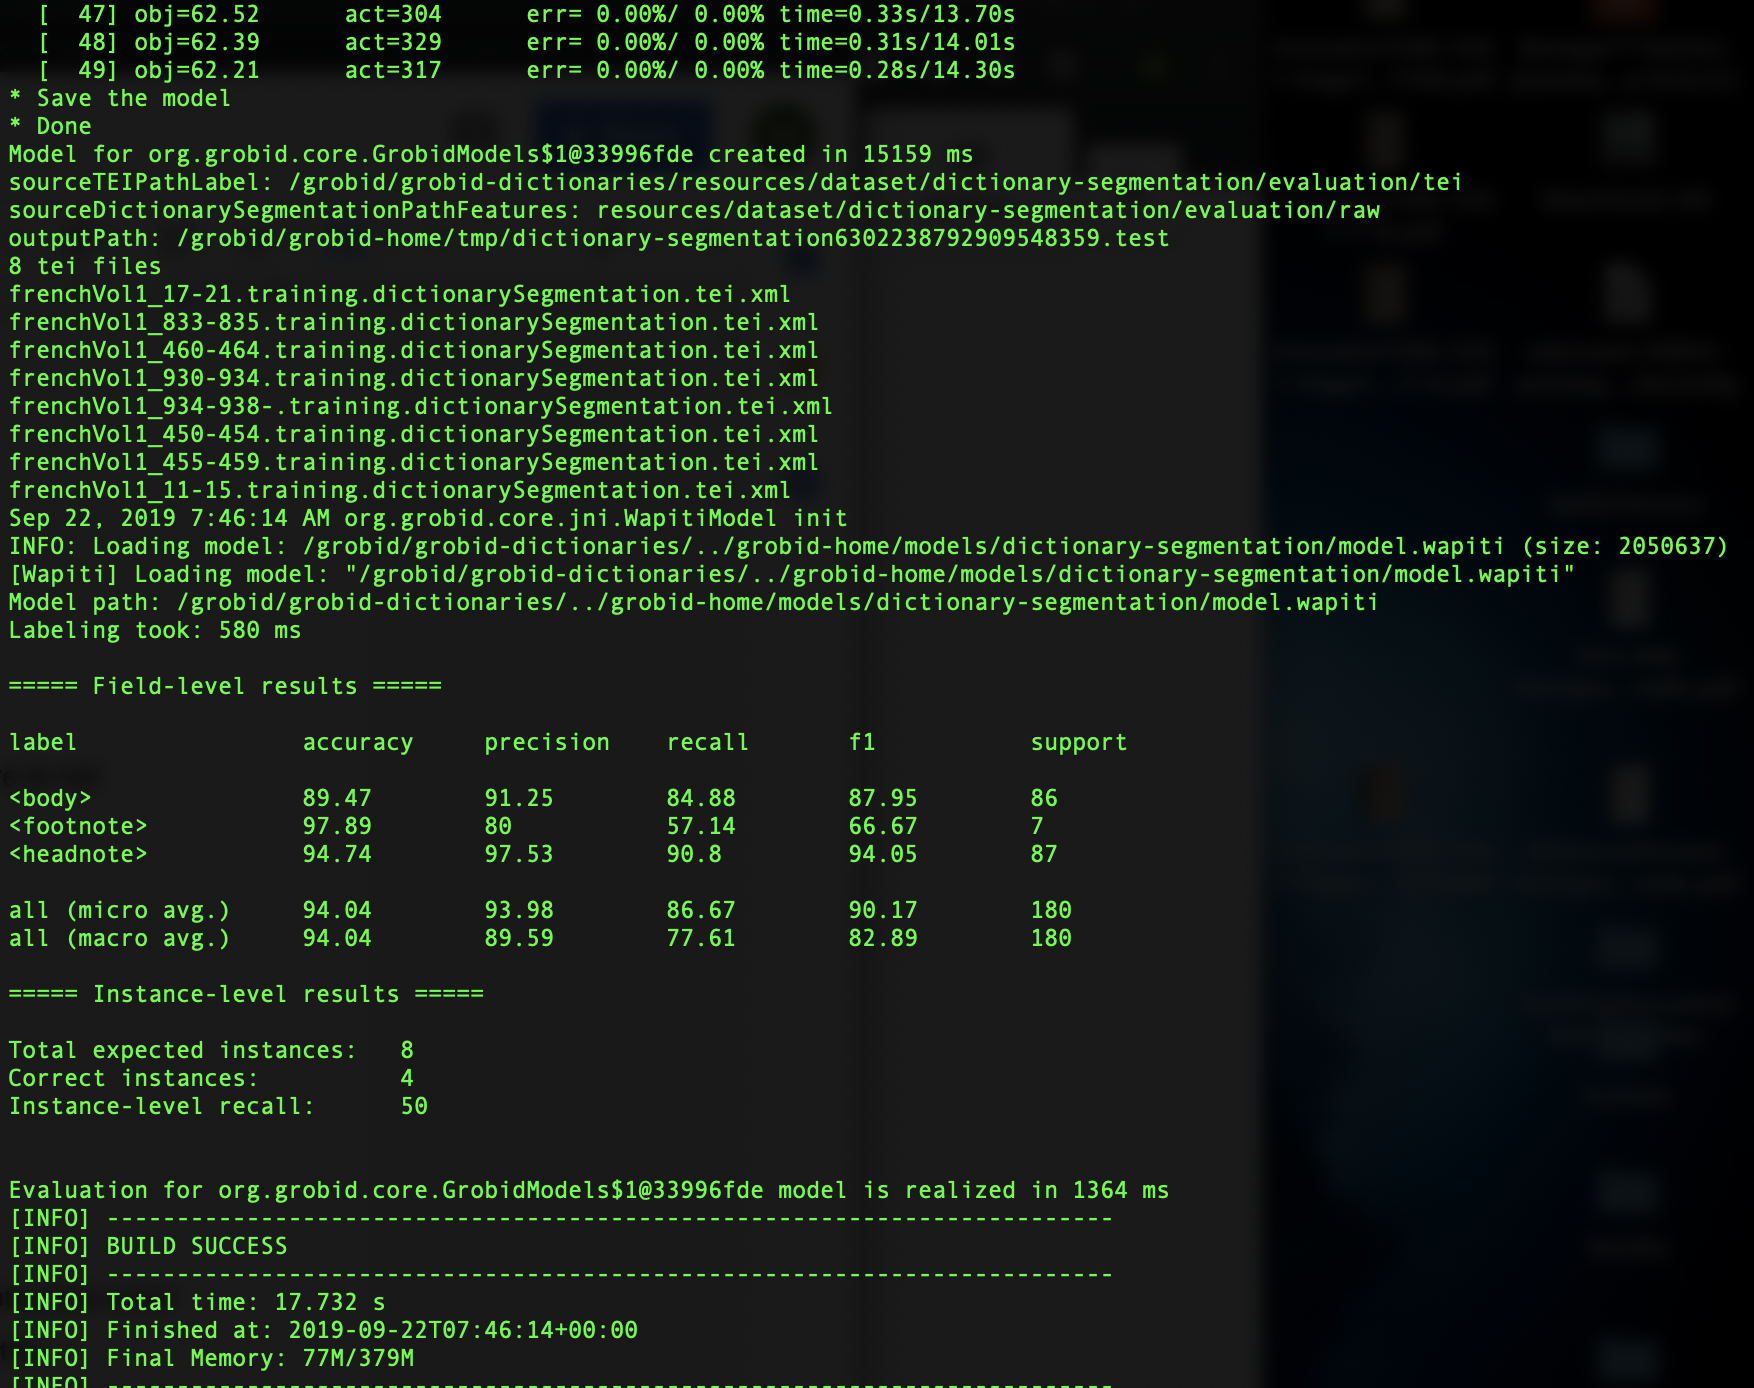 [  47] obj=62.52      act=304      err= 0.00%/ 0.00% time=0.33s/13.70s
[  48] obj=62.39      act=329      err= 0.00%/ 0.00% time=0.31s/14.01s
[  49] obj=62.21      act=317      err= 0.00%/ 0.00% time=0.28s/14.30s
* Save the model
* Done
Model for org.grobid.core.GrobidModels$1@33996fde created in 15159 ms
sourceTEIPathLabel: /grobid/grobid-dictionaries/resources/dataset/dictionary-segmentation/evaluation/tei
sourceDictionarySegmentationPathFeatures: resources/dataset/dictionary-segmentation/evaluation/raw
outputPath: /grobid/grobid-home/tmp/dictionary-segmentation6302238792909548359.test
8 tei files
frenchVol1_17-21.training.dictionarySegmentation.tei.xml
frenchVol1_833-835.training.dictionarySegmentation.tei.xml
frenchVol1_460-464.training.dictionarySegmentation.tei.xml
frenchVol1_930-934.training.dictionarySegmentation.tei.xml
frenchVol1_934-938-.training.dictionarySegmentation.tei.xml
frenchVol1_450-454.training.dictionarySegmentation.tei.xml
frenchVol1_455-459.training.dictionarySegmentation.tei.xml
frenchVol1_11-15.training.dictionarySegmentation.tei.xml
Sep 22, 2019 7:46:14 AM org.grobid.core.jni.WapitiModel init
INFO: Loading model: /grobid/grobid-dictionaries/../grobid-home/models/dictionary-segmentation/model.wapiti (size: 2050637)
[Wapiti] Loading model: "/grobid/grobid-dictionaries/../grobid-home/models/dictionary-segmentation/model.wapiti"
Model path: /grobid/grobid-dictionaries/../grobid-home/models/dictionary-segmentation/model.wapiti
Labeling took: 580 ms
===== Field-level results =====
label                accuracy     precision    recall       f1           support
<body>               89.47        91.25        84.88        87.95        86
<footnote>           97.89        80           57.14        66.67        7
<headnote>           94.74        97.53        90.8         94.05        87
all (micro avg.)     94.04        93.98        86.67        90.17        180
all (macro avg.)     94.04        89.59        77.61        82.89        180
===== Instance-level results =====
Total expected instances:   8
Correct instances:          4
Instance-level recall:      50
Evaluation for org.grobid.core.GrobidModels$1@33996fde model is realized in 1364 ms
[INFO] ------------------------------------------------------------------------
[INFO] BUILD SUCCESS
[INFO] ------------------------------------------------------------------------
[INFO] Total time: 17.732 s
[INFO] Finished at: 2019-09-22T07:46:14+00:00
[INFO] Final Memory: 77M/379M
[INFO] ------------------------------------------------------------------------